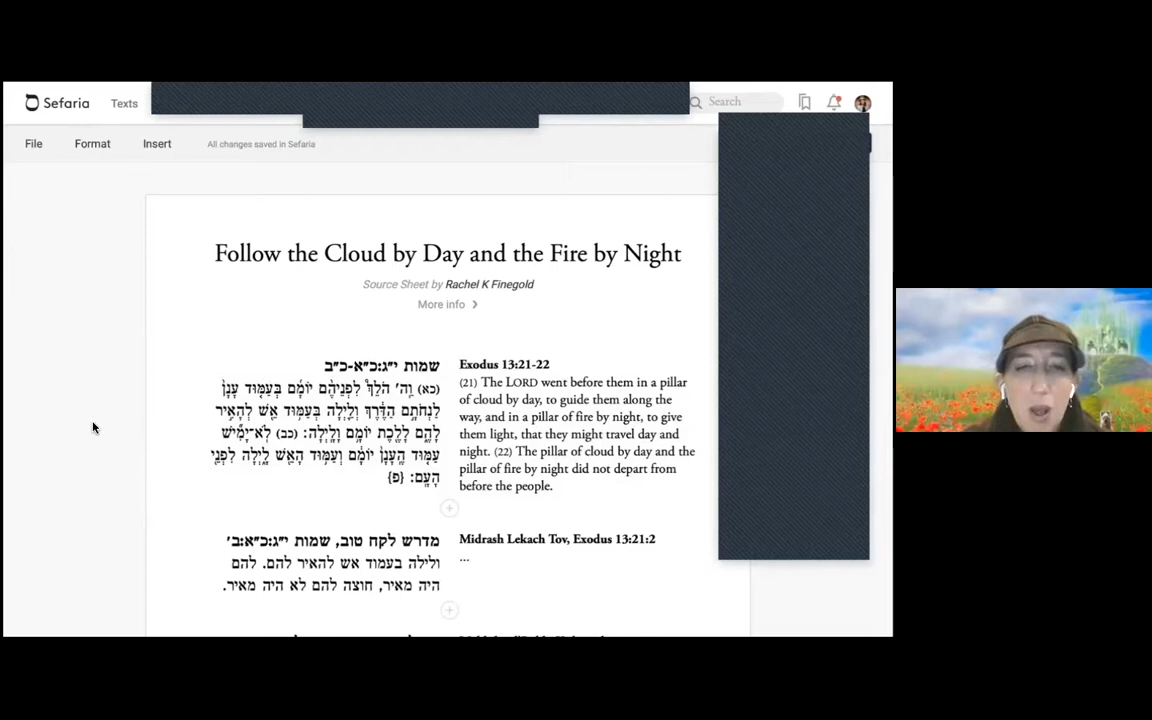 Sefaria
Texts
Search
File
Format
Insert
All changes saved in Sefaria
Follow the Cloud by Day and the Fire by Night
Source Sheet by Rachel K Finegold
More info
שמות י״ג:כ״א-כ״ב
(כא) וַֽה' הֹלֵךְ֩ לִפְנֵיהֶ֨ם יוֹמָ֜ם בְּעַמּ֤וּד עָנָן֙
לַנְחֹתָ֣ם הַדֶּ֔רֶךְ וְלַ֛יְלָה בְּעַמּ֥וּד אֵ֖שׁ לְהָאִ֣יר
לָהֶ֑ם לָלֶ֖כֶת יוֹמָ֥ם וָלָֽיְלָה׃ (כב) לֹֽא־יָמִ֞ישׁ
עַמּ֤וּד הֶֽעָנָן֙ יוֹמָ֔ם וְעַמּ֥וּד הָאֵ֖שׁ לָ֑יְלָה לִפְנֵ֖י
הָעָֽם׃ {פ}
Exodus 13:21-22
(21) The LORD went before them in a pillar
of cloud by day, to guide them along the
way, and in a pillar of fire by night, to give
them light, that they might travel day and
night. (22) The pillar of cloud by day and the
pillar of fire by night did not depart from
before the people.
מדרש לקח טוב, שמות י״ג:כ״א:ב׳
ולילה בעמוד אש להאיר להם. להם
היה מאיר, חוצה להם לא היה מאיר.
Midrash Lekach Tov, Exodus 13:21:2
...